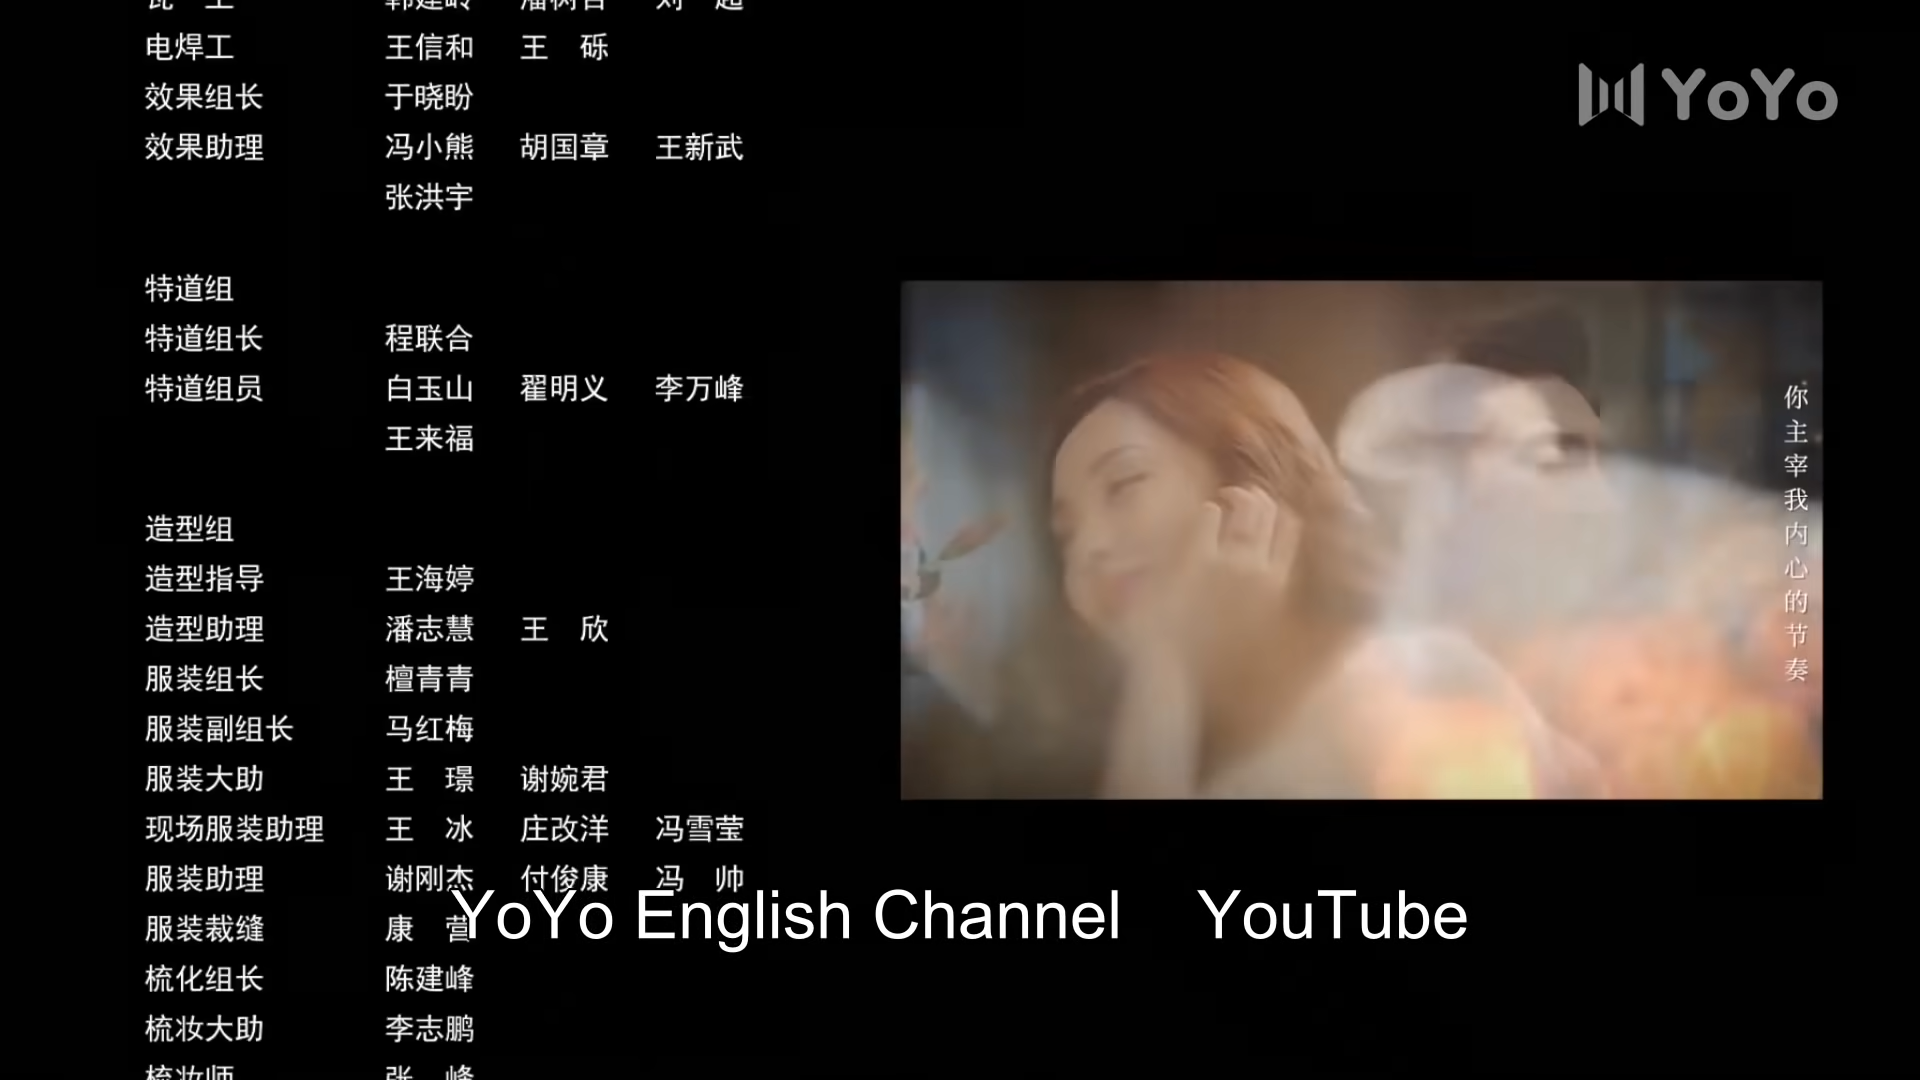 电焊工 王信和 王 砾
效果组长 于晓盼
效果助理 冯小熊 胡国章 王新武
张洪宇
特道组
特道组长 程联合
特道组员 白玉山 翟明义 李万峰
王来福
造型组
造型指导 王海婷
造型助理 潘志慧 王 欣
服装组长 檀青青
服装副组长 马红梅
服装大助 王 璟 谢婉君
现场服装助理 王 冰 庄改洋 冯雪莹
服装助理 谢刚杰 付俊康 冯 帅
服装裁缝 康 营
梳化组长 陈建峰
梳妆大助 李志鹏
梳妆师 张 峰
YoYo
你主宰我内心的节奏
YoYo English Channel YouTube